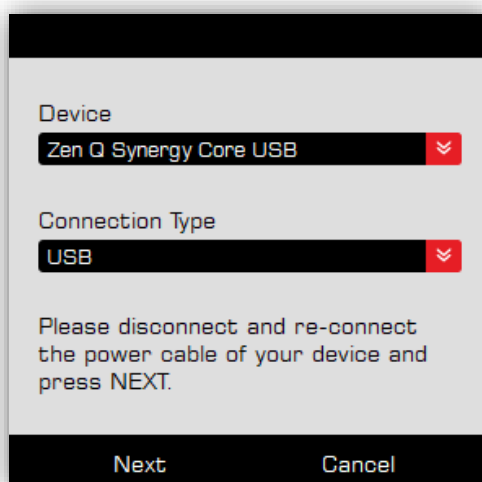 Device
Zen Q Synergy Core USB
Connection Type
USB
Please disconnect and re-connect
the power cable of your device and
press NEXT.
Next
Cancel